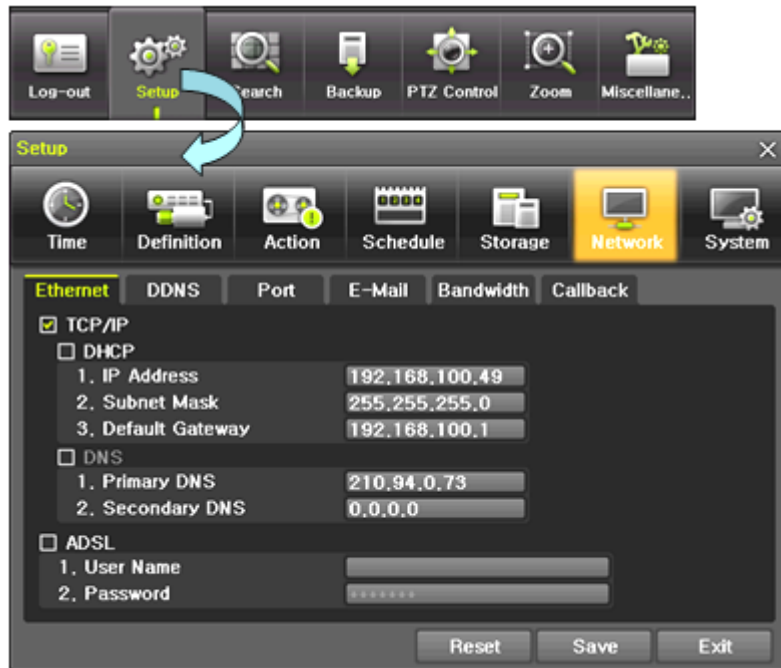 Log-out Setup Search Backup PTZ Control Zoom Miscellane..
Setup
Time Definition Action Schedule Storage Network System
Ethernet DDNS Port E-Mail Bandwidth Callback
TCP/IP
DHCP
1. IP Address 192.168.100.49
2. Subnet Mask 255.255.255.0
3. Default Gateway 192.168.100.1
DNS
1. Primary DNS 210.94.0.73
2. Secondary DNS 0.0.0.0
ADSL
1. User Name
2. Password *******
Reset Save Exit